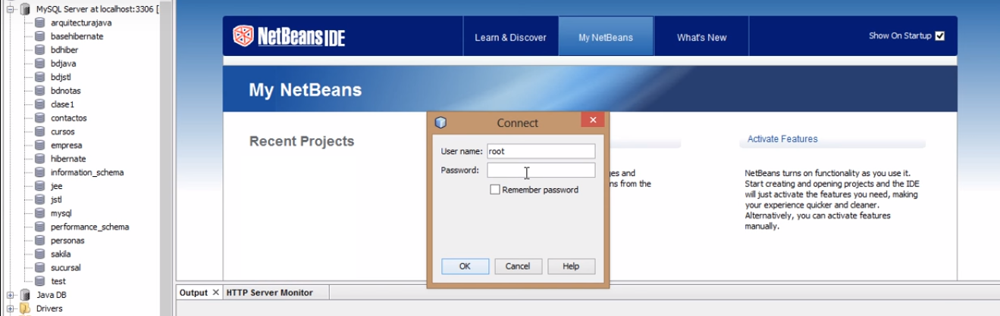 MySQL Server at localhost:3306 [
arquitecturajava
basehibernate
bdhiber
bdjava
bdjstl
bdnotas
clase1
contactos
cursos
empresa
hibernate
information_schema
jee
jstl
mysql
performance_schema
personas
sakila
sucursal
test
Java DB
Drivers
NetBeans IDE
Learn & Discover
My NetBeans
What's New
Show On Startup
My NetBeans
Recent Projects
Connect
User name: root
Password:
Remember password
OK Cancel Help
ges and
ns from the
Activate Features
NetBeans turns on functionality as you use it.
Start creating and opening projects and the IDE
will just activate the features you need, making
your experience quicker and cleaner.
Alternatively, you can activate features
manually.
Output
HTTP Server Monitor